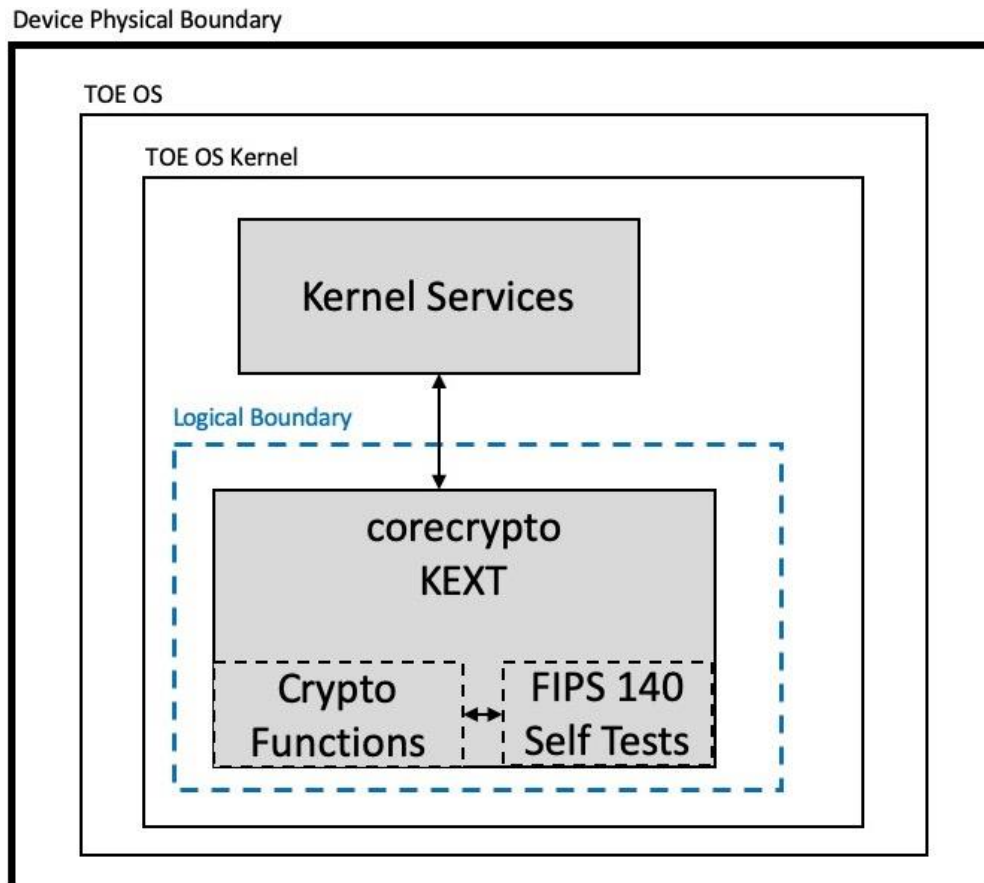 Device Physical Boundary
TOE OS
TOE OS Kernel
Kernel Services
Logical Boundary
corecrypto
KEXT
Crypto
Functions
FIPS 140
Self Tests